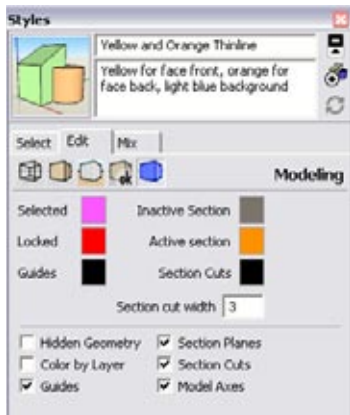 Styles
Yellow and Orange Thinline
Yellow for face front, orange for
face back, light blue background
Select Edit Mix
Modeling
Selected Inactive Section
Locked Active section
Guides Section Cuts
Section cut width 3
Hidden Geometry Section Planes
Color by Layer Section Cuts
Guides Model Axes